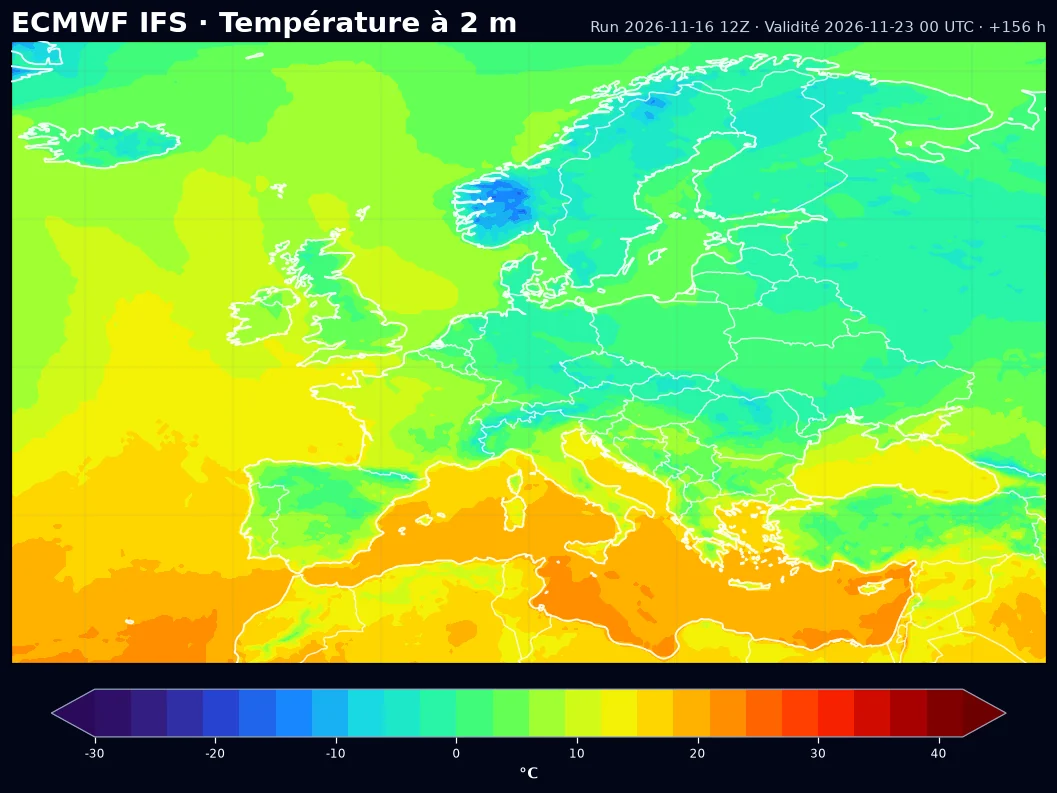 ECMWF IFS · Température à 2 m
Run 2026-11-16 12Z · Validité 2026-11-23 00 UTC · +156 h
-30 -20 -10 0 10 20 30 40
°C